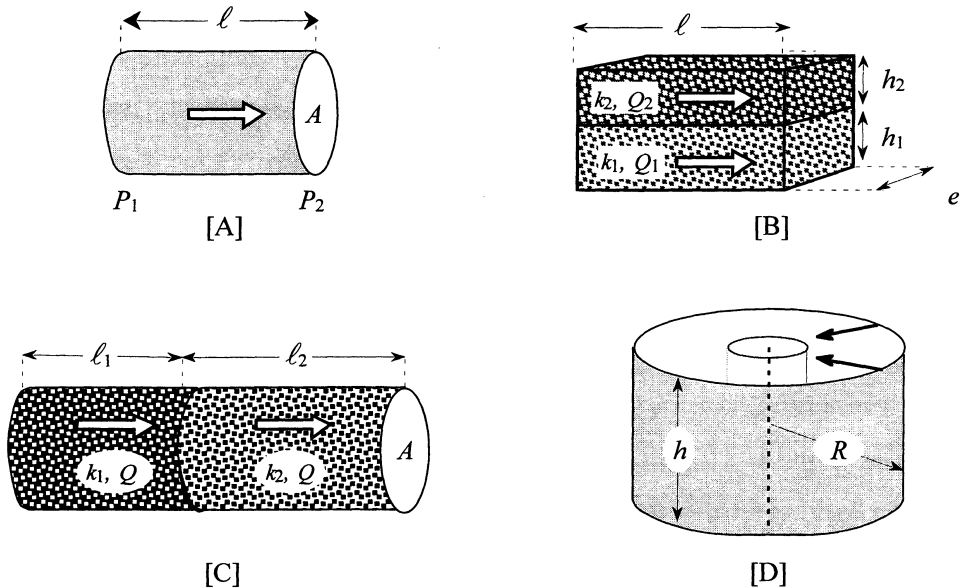 ℓ
A
P₁ P₂
[A]
ℓ
k₂, Q₂
h₂
k₁, Q₁
h₁
e
[B]
ℓ₁ ℓ₂
k₁, Q
k₂, Q
A
[C]
h
R
[D]